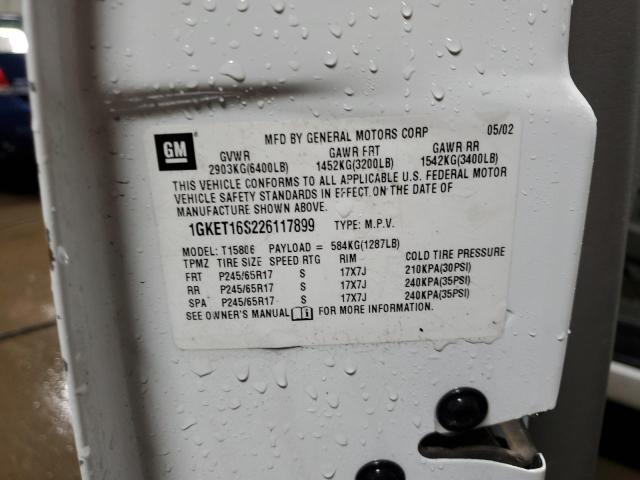 GM
MFD BY GENERAL MOTORS CORP 05/02
GVWR GAWR FRT GAWR RR
2903KG(6400LB) 1452KG(3200LB) 1542KG(3400LB)
THIS VEHICLE CONFORMS TO ALL APPLICABLE U.S. FEDERAL MOTOR
VEHICLE SAFETY STANDARDS IN EFFECT ON THE DATE OF
MANUFACTURE SHOWN ABOVE.
1GKET16S226117899 TYPE: M.P.V.
MODEL: T15806 PAYLOAD = 584KG(1287LB)
TPMZ TIRE SIZE SPEED RTG RIM COLD TIRE PRESSURE
FRT P245/65R17 S 17X7J 210KPA(30PSI)
RR P245/65R17 S 17X7J 240KPA(35PSI)
SPA P245/65R17 S 17X7J 240KPA(35PSI)
SEE OWNER'S MANUAL FOR MORE INFORMATION.